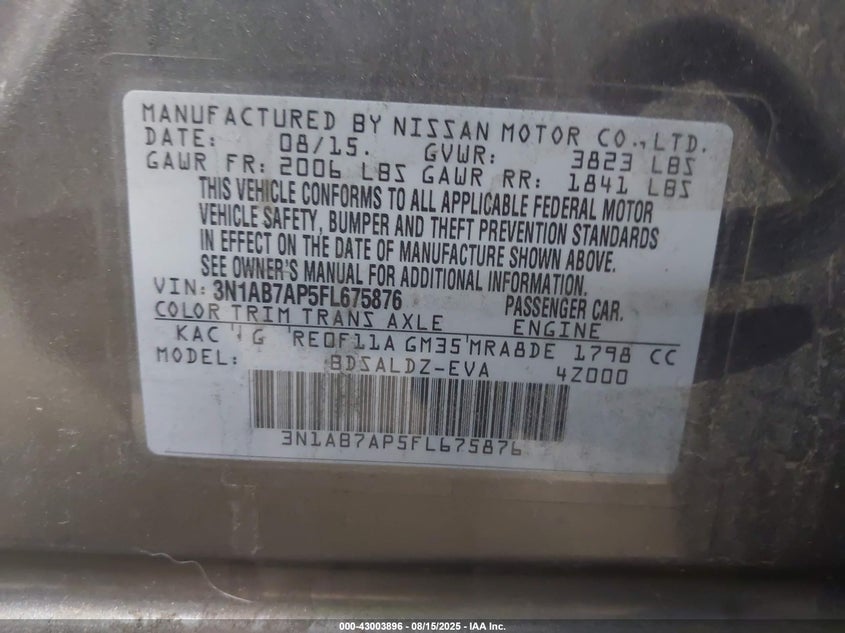 MANUFACTURED BY NISSAN MOTOR CO., LTD.
DATE: 08/15. GVWR: 3823 LBS
GAWR FR: 2006 LBS GAWR RR: 1841 LBS
THIS VEHICLE CONFORMS TO ALL APPLICABLE FEDERAL MOTOR
VEHICLE SAFETY, BUMPER AND THEFT PREVENTION STANDARDS
IN EFFECT ON THE DATE OF MANUFACTURE SHOWN ABOVE.
SEE OWNER'S MANUAL FOR ADDITIONAL INFORMATION.
VIN: 3N1AB7AP5FL675876 PASSENGER CAR.
COLOR TRIM TRANS AXLE ENGINE
KAC G RE0F11A GM35 MRA8DE 1798 CC
MODEL: BDSALDZ-EVA 4Z000
3N1AB7AP5FL675876
000-43003896 - 08/15/2025 - IAA Inc.